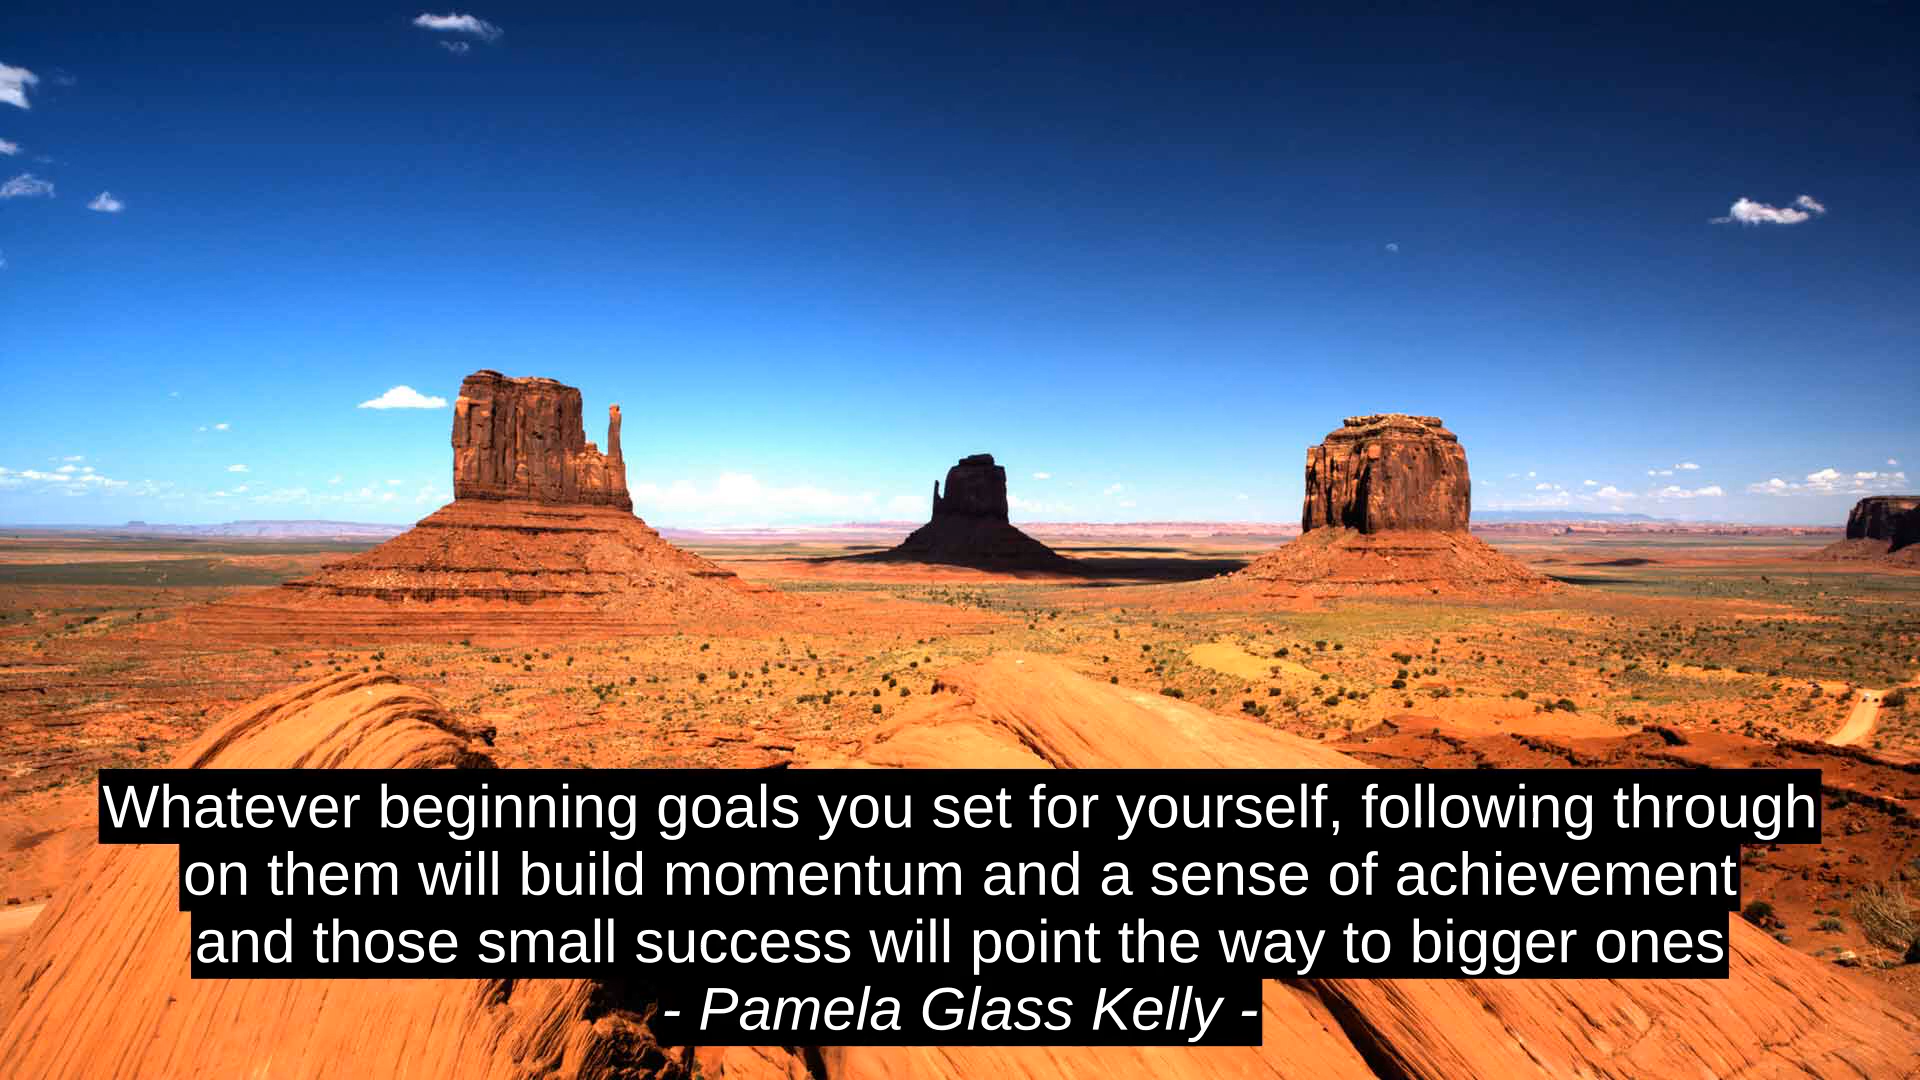 Whatever beginning goals you set for yourself, following through
on them will build momentum and a sense of achievement
and those small success will point the way to bigger ones
- Pamela Glass Kelly -